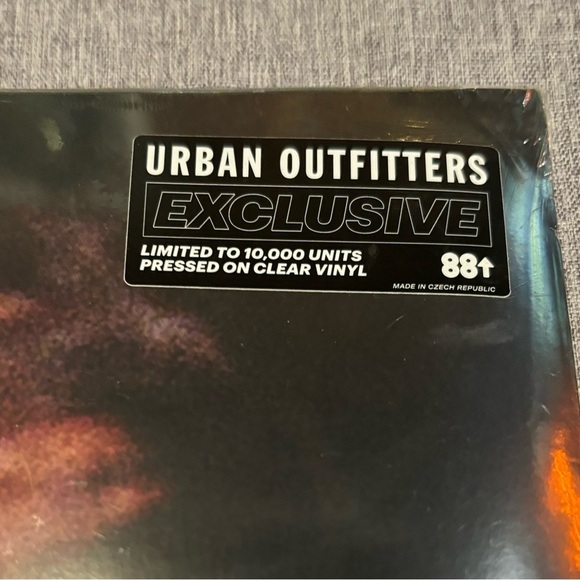 URBAN OUTFITTERS
EXCLUSIVE
LIMITED TO 10,000 UNITS
PRESSED ON CLEAR VINYL
88↑
MADE IN CZECH REPUBLIC